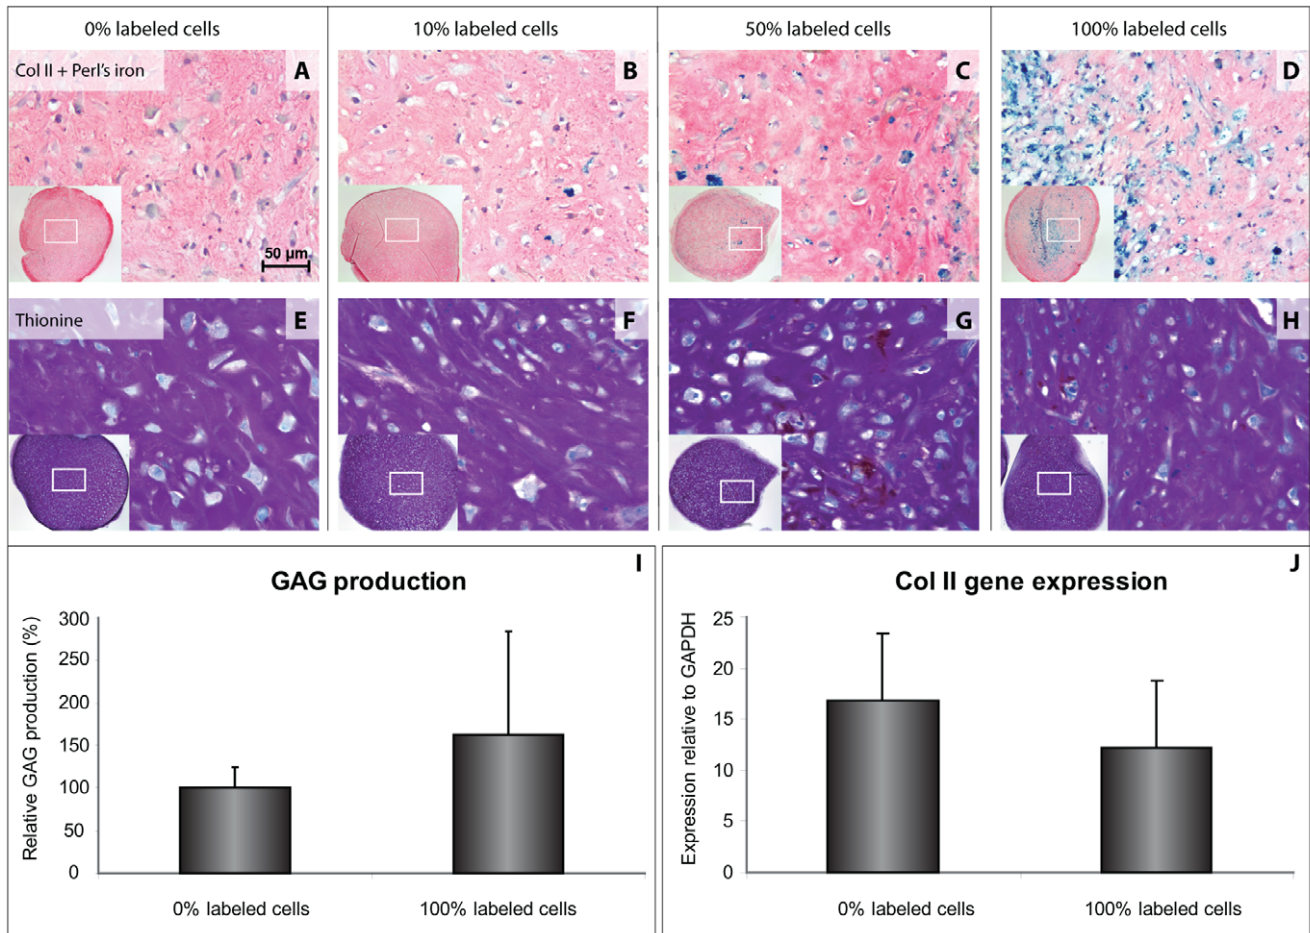 0% labeled cells
10% labeled cells
50% labeled cells
100% labeled cells
Col II + Perl's iron
A
B
C
D
50 µm
Thionine
E
F
G
H
I
GAG production
Relative GAG production (%)
300
250
200
150
100
50
0
0% labeled cells
100% labeled cells
J
Col II gene expression
Expression relative to GAPDH
25
20
15
10
5
0
0% labeled cells
100% labeled cells